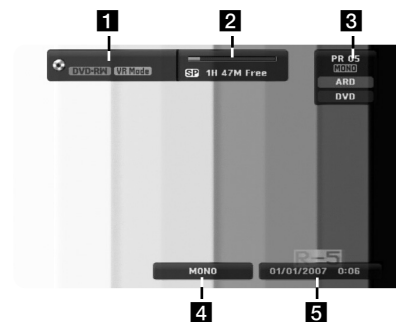 1 2 3
DVD-RW VR Mode
SP 1H 47M Free
PR 05
MONO
ARD
DVD
R-5
MONO
01/01/2007 0:06
4 5